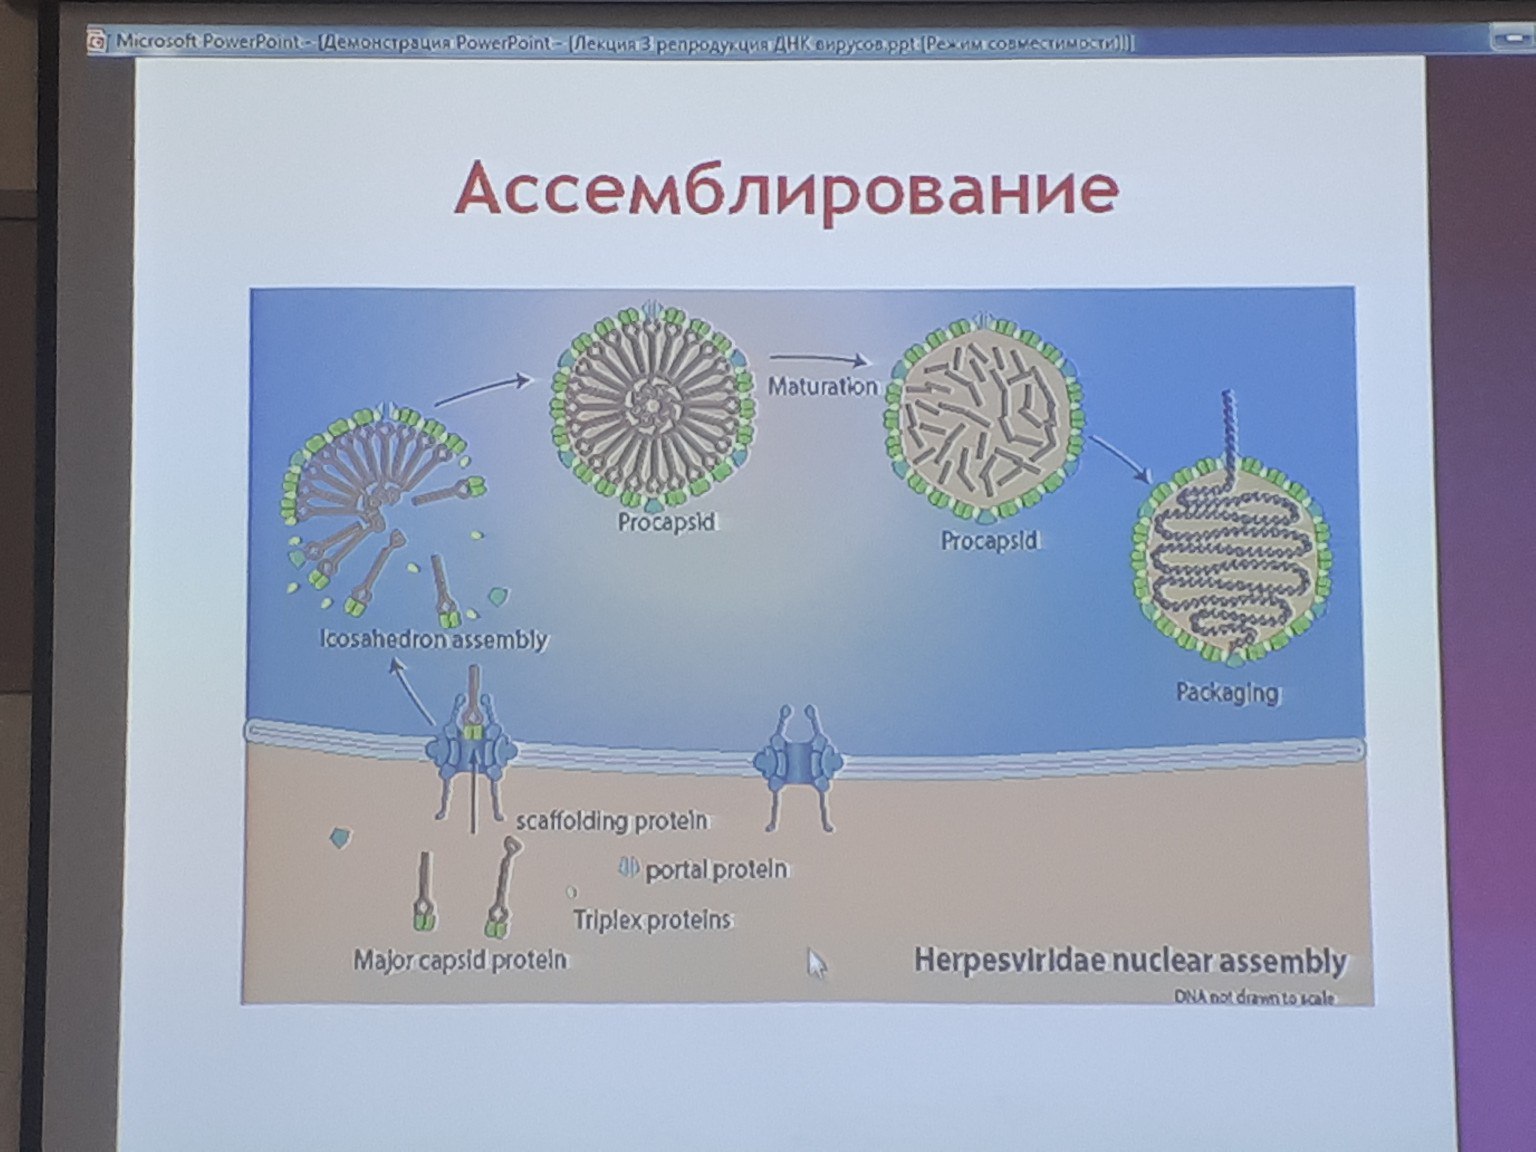 Microsoft PowerPoint - [Демонстрация PowerPoint - [Лекция 3 репродукция ДНК вирусов.ppt [Режим совместимости]]]
Ассемблирование
Maturation
Procapsid
Procapsid
Icosahedron assembly
Packaging
scaffolding protein
portal protein
Triplex proteins
Major capsid protein
Herpesviridae nuclear assembly
DNA not drawn to scale